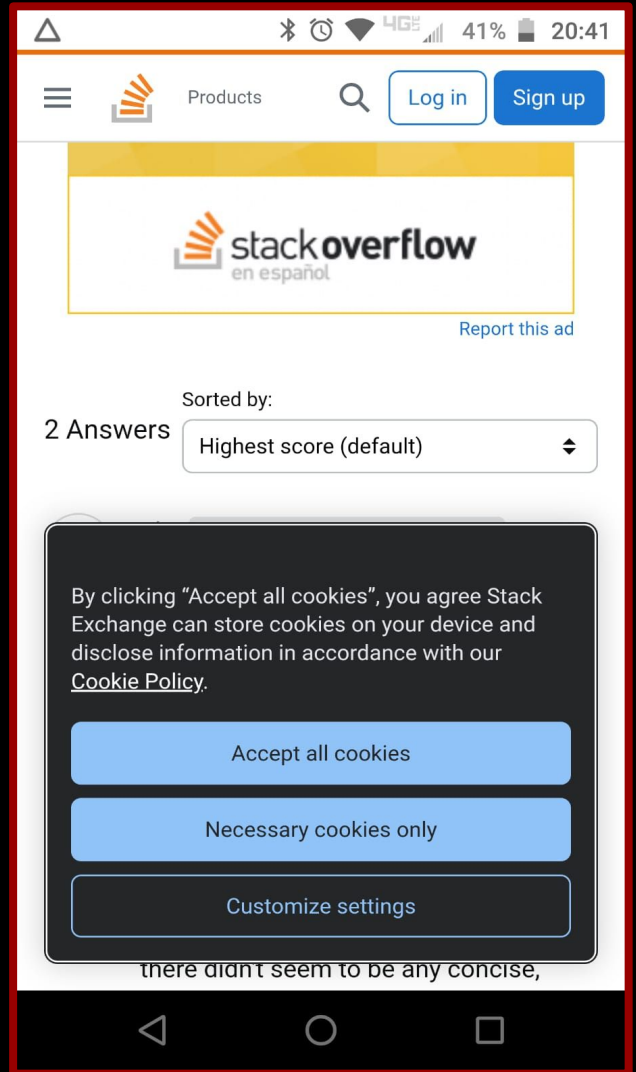 4G LTE 41% 20:41
Products Log in Sign up
stackoverflow
en español
Report this ad
Sorted by:
2 Answers
Highest score (default)
By clicking “Accept all cookies”, you agree Stack
Exchange can store cookies on your device and
disclose information in accordance with our
Cookie Policy.
Accept all cookies
Necessary cookies only
Customize settings
there didn't seem to be any concise,